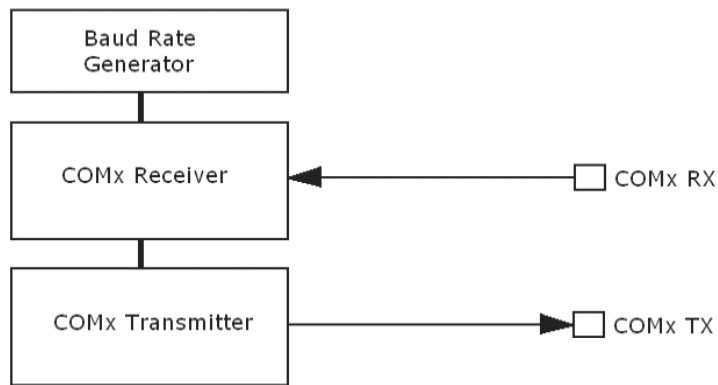 Baud Rate
Generator
COMx Receiver
COMx RX
COMx Transmitter
COMx TX